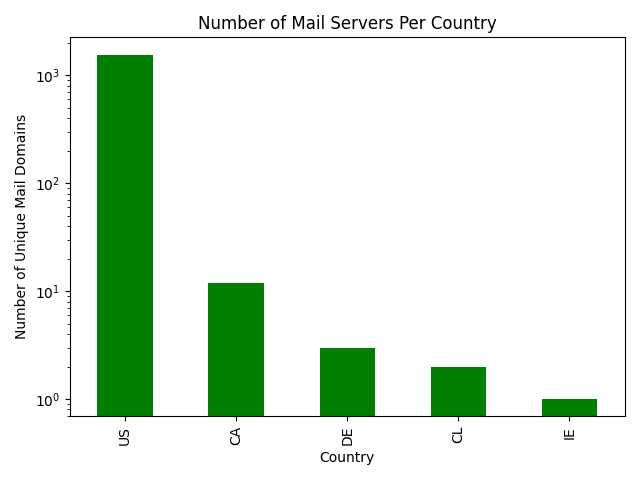 Number of Mail Servers Per Country
Number of Unique Mail Domains
10³
10²
10¹
10⁰
US
CA
DE
CL
IE
Country